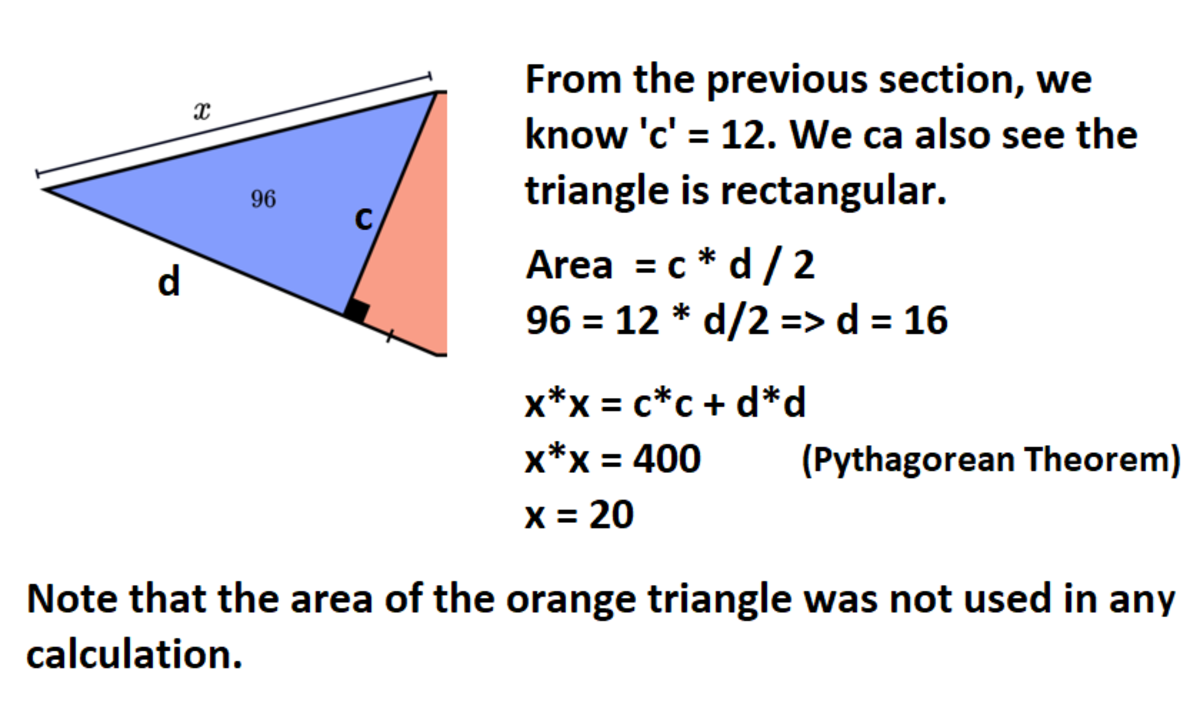 x
96
c
d
From the previous section, we
know 'c' = 12. We ca also see the
triangle is rectangular.
Area = c * d / 2
96 = 12 * d/2 => d = 16
x*x = c*c + d*d
x*x = 400 (Pythagorean Theorem)
x = 20
Note that the area of the orange triangle was not used in any
calculation.